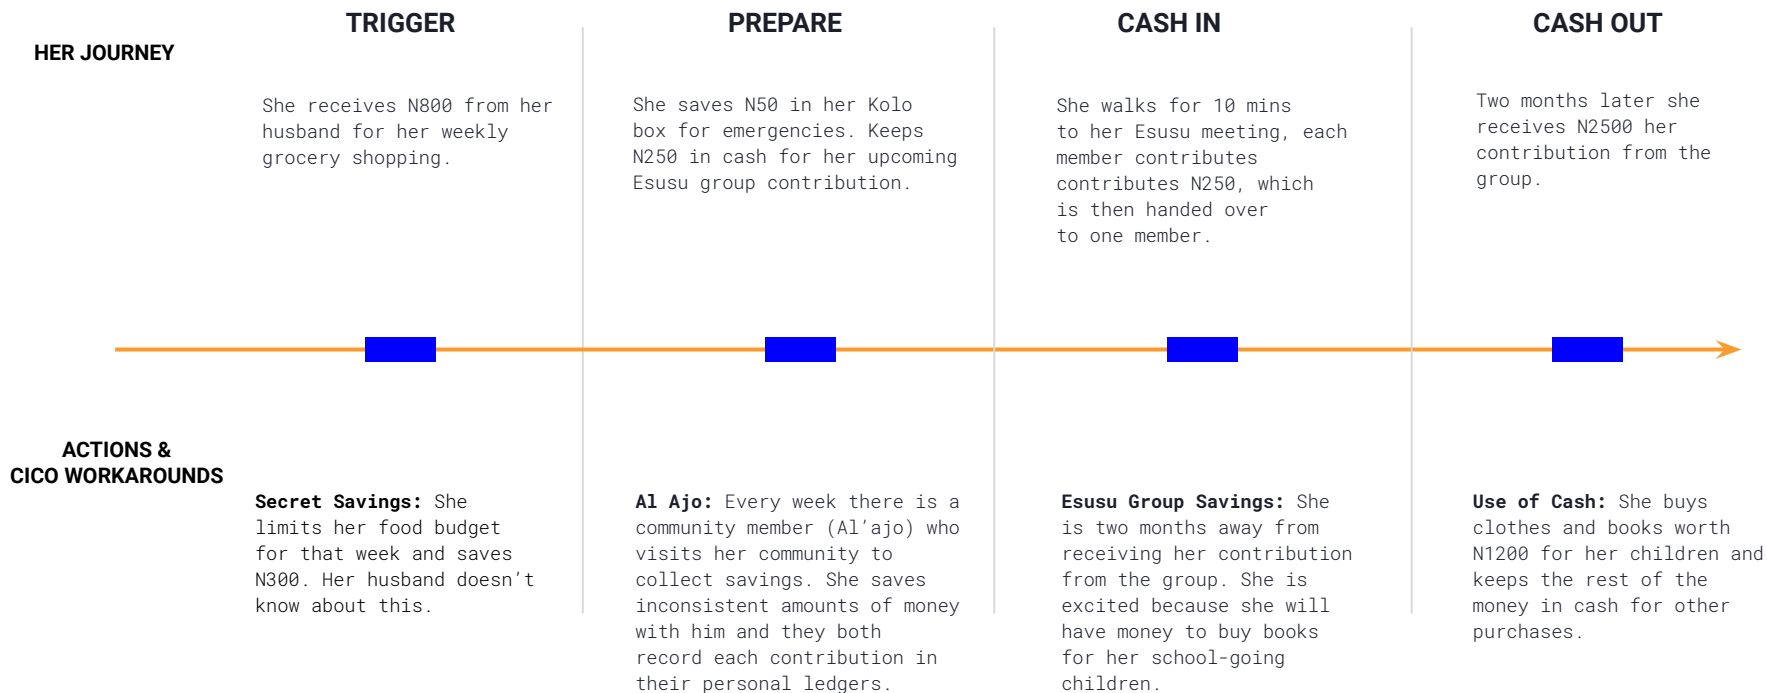 TRIGGER
PREPARE
CASH IN
CASH OUT
HER JOURNEY
She receives N800 from her
husband for her weekly
grocery shopping.
She saves N50 in her Kolo
box for emergencies. Keeps
N250 in cash for her upcoming
Esusu group contribution.
She walks for 10 mins
to her Esusu meeting, each
member contributes
contributes N250, which
is then handed over
to one member.
Two months later she
receives N2500 her
contribution from the
group.
ACTIONS &
CICO WORKAROUNDS
Secret Savings: She
limits her food budget
for that week and saves
N300. Her husband doesn’t
know about this.
Al Ajo: Every week there is a
community member (Al’ajo) who
visits her community to
collect savings. She saves
inconsistent amounts of money
with him and they both
record each contribution in
their personal ledgers.
Esusu Group Savings: She
is two months away from
receiving her contribution
from the group. She is
excited because she will
have money to buy books
for her school-going
children.
Use of Cash: She buys
clothes and books worth
N1200 for her children and
keeps the rest of the
money in cash for other
purchases.